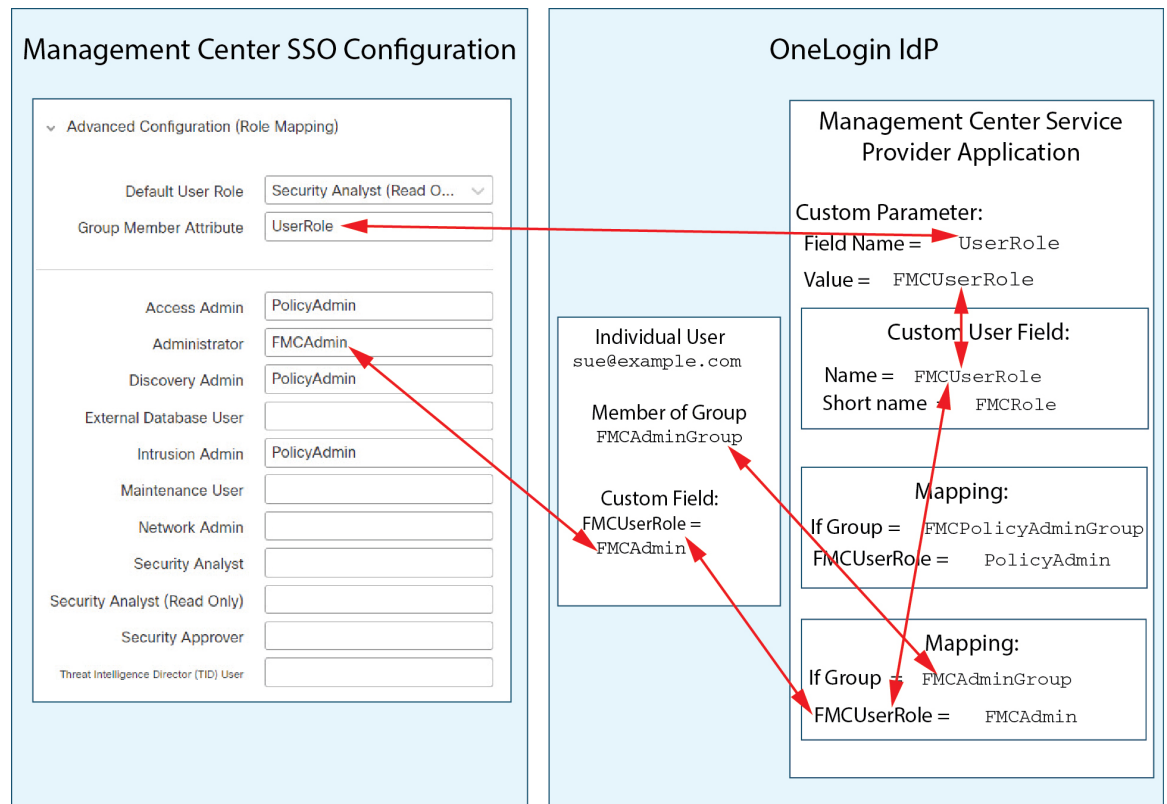 Management Center SSO Configuration
Advanced Configuration (Role Mapping)
Default User Role Security Analyst (Read O...
Group Member Attribute UserRole
Access Admin PolicyAdmin
Administrator FMCAdmin
Discovery Admin PolicyAdmin
External Database User
Intrusion Admin PolicyAdmin
Maintenance User
Network Admin
Security Analyst
Security Analyst (Read Only)
Security Approver
Threat Intelligence Director (TID) User
OneLogin IdP
Individual User
sue@example.com
Member of Group
FMCAdminGroup
Custom Field:
FMCUserRole =
FMCAdmin
Management Center Service
Provider Application
Custom Parameter:
Field Name = UserRole
Value = FMCUserRole
Custom User Field:
Name = FMCUserRole
Short name = FMCRole
Mapping:
If Group = FMCPolicyAdminGroup
FMCUserRole = PolicyAdmin
Mapping:
If Group = FMCAdminGroup
FMCUserRole = FMCAdmin